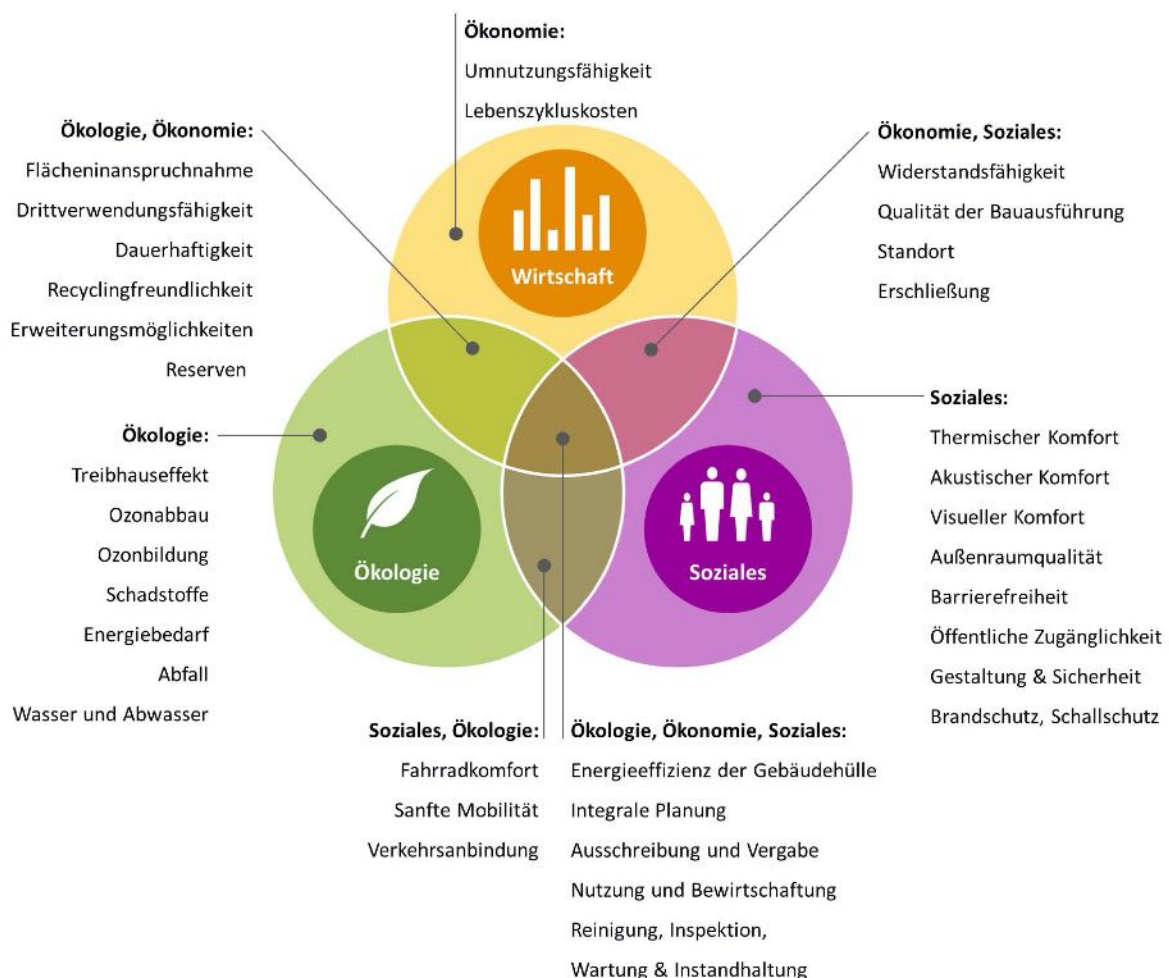 Ökonomie:
Umnutzungsfähigkeit
Lebenszykluskosten
Ökologie, Ökonomie:
Flächeninanspruchnahme
Drittverwendungsfähigkeit
Dauerhaftigkeit
Recyclingfreundlichkeit
Erweiterungsmöglichkeiten
Reserven
Ökonomie, Soziales:
Widerstandsfähigkeit
Qualität der Bauausführung
Standort
Erschließung
Wirtschaft
Ökologie:
Treibhauseffekt
Ozonabbau
Ozonbildung
Schadstoffe
Energiebedarf
Abfall
Wasser und Abwasser
Ökologie
Soziales
Soziales:
Thermischer Komfort
Akustischer Komfort
Visueller Komfort
Außenraumqualität
Barrierefreiheit
Öffentliche Zugänglichkeit
Gestaltung & Sicherheit
Brandschutz, Schallschutz
Soziales, Ökologie:
Fahrradkomfort
Sanfte Mobilität
Verkehrsanbindung
Ökologie, Ökonomie, Soziales:
Energieeffizienz der Gebäudehülle
Integrale Planung
Ausschreibung und Vergabe
Nutzung und Bewirtschaftung
Reinigung, Inspektion,
Wartung & Instandhaltung